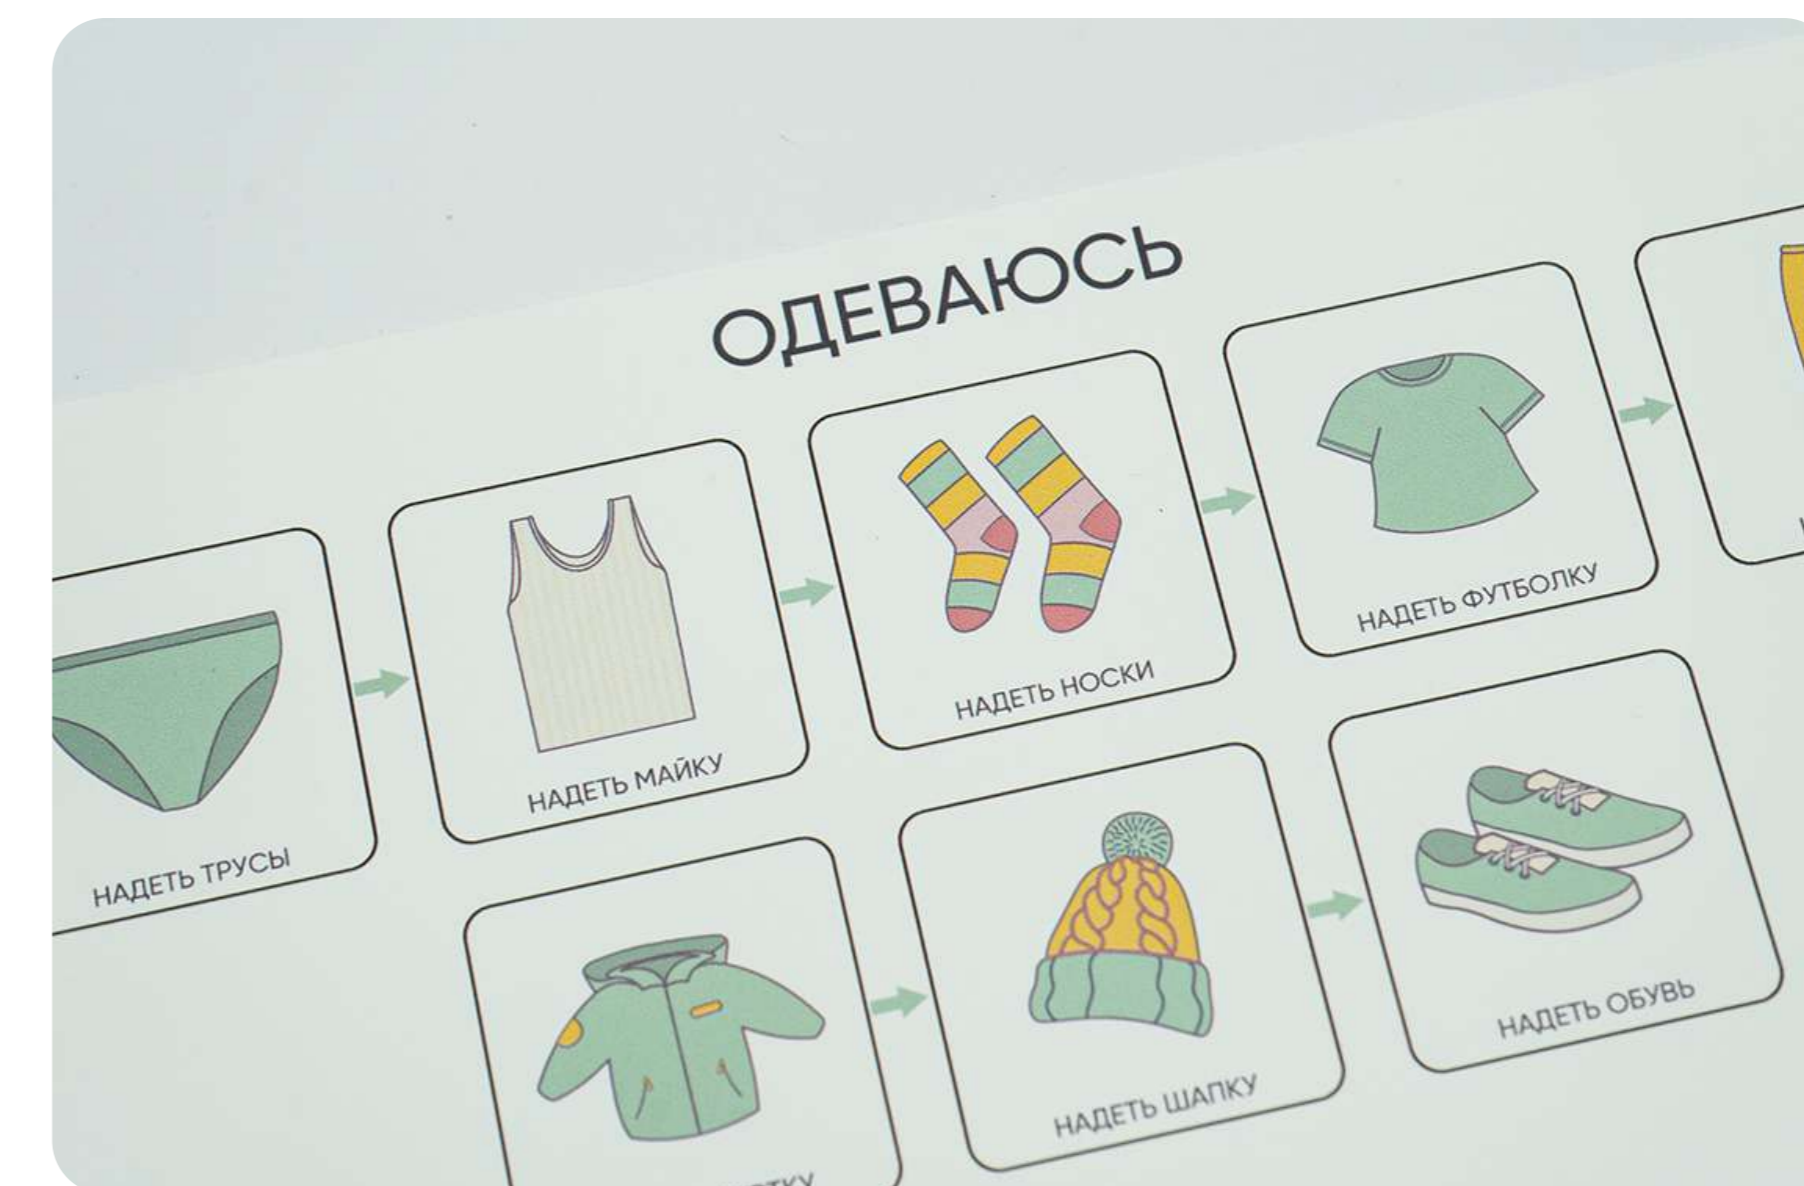 ОДЕВАЮСЬ
НАДЕТЬ ТРУСЫ
НАДЕТЬ МАЙКУ
НАДЕТЬ НОСКИ
НАДЕТЬ ФУТБОЛКУ
НАДЕТЬ ШАПКУ
НАДЕТЬ ОБУВЬ